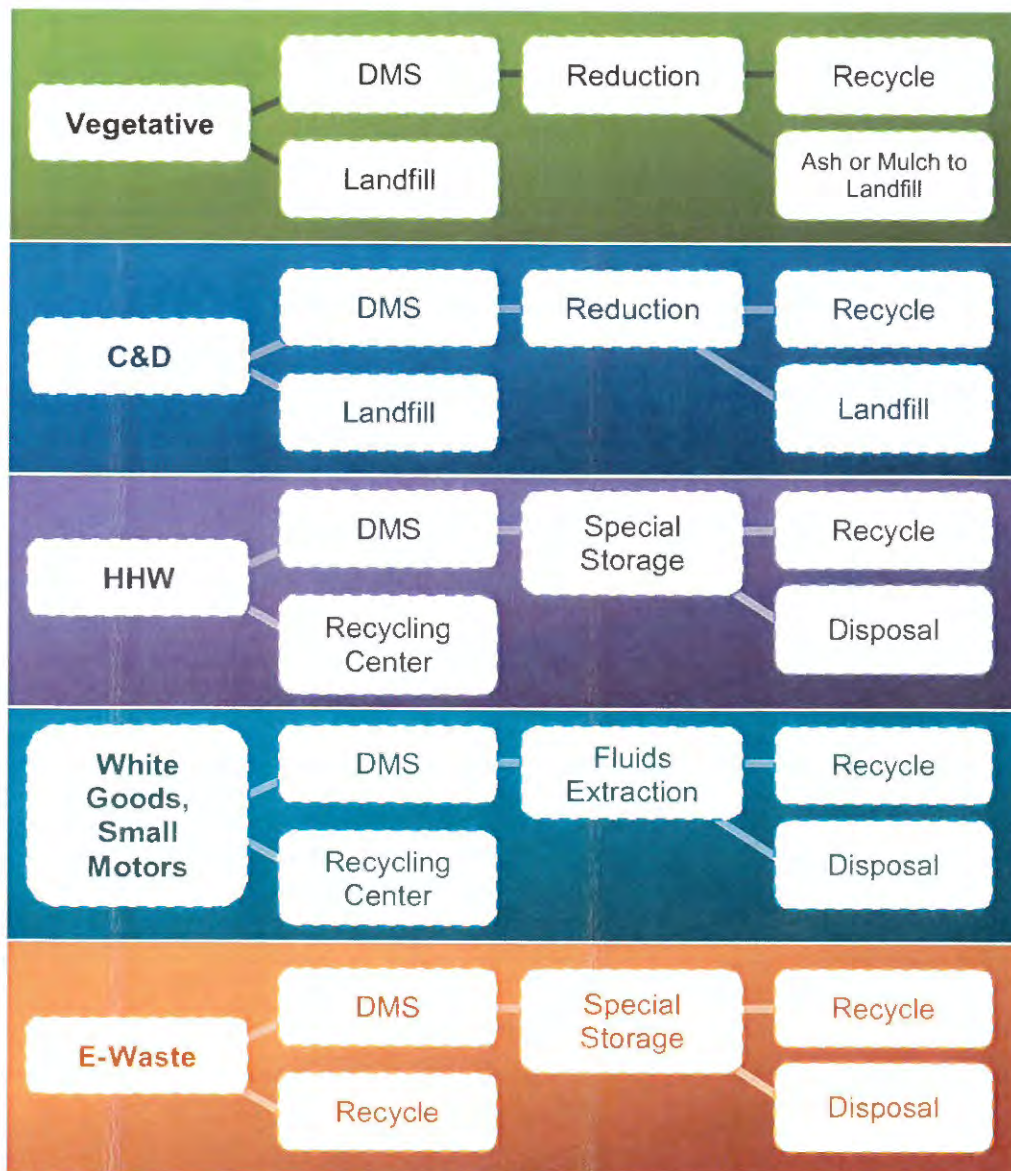 DMS
Reduction
Recycle
Vegetative
Landfill
Ash or Mulch to
Landfill
DMS
Reduction
Recycle
C&D
Landfill
Landfill
DMS
Special
Storage
Recycle
HHW
Recycling
Center
Disposal
White
Goods,
Small
Motors
DMS
Fluids
Extraction
Recycle
Recycling
Center
Disposal
DMS
Special
Storage
Recycle
E-Waste
Recycle
Disposal